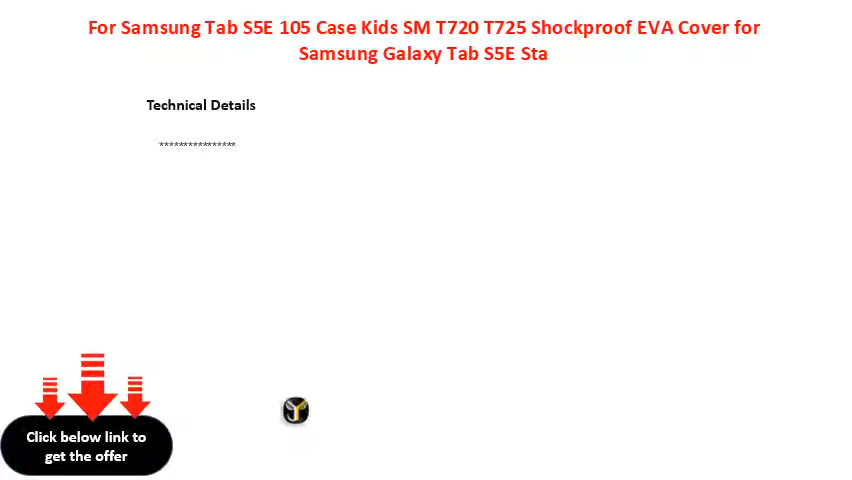 For Samsung Tab S5E 105 Case Kids SM T720 T725 Shockproof EVA Cover for
Samsung Galaxy Tab S5E Sta
Technical Details
****************
Click below link to
get the offer